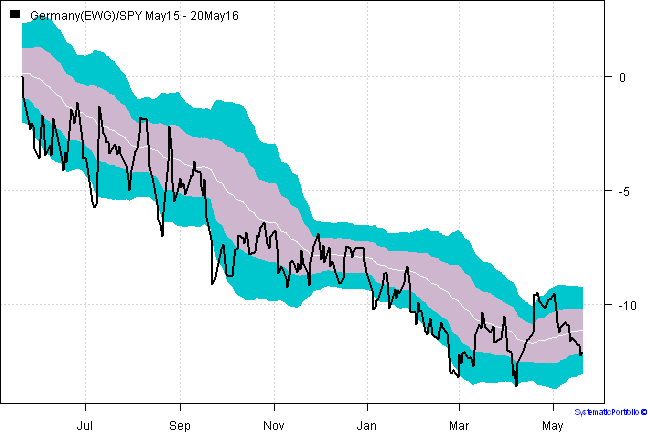 Germany(EWG)/SPY May15 - 20May16
0
-5
-10
Jul Sep Nov Jan Mar May
SystematicPortfolio ©